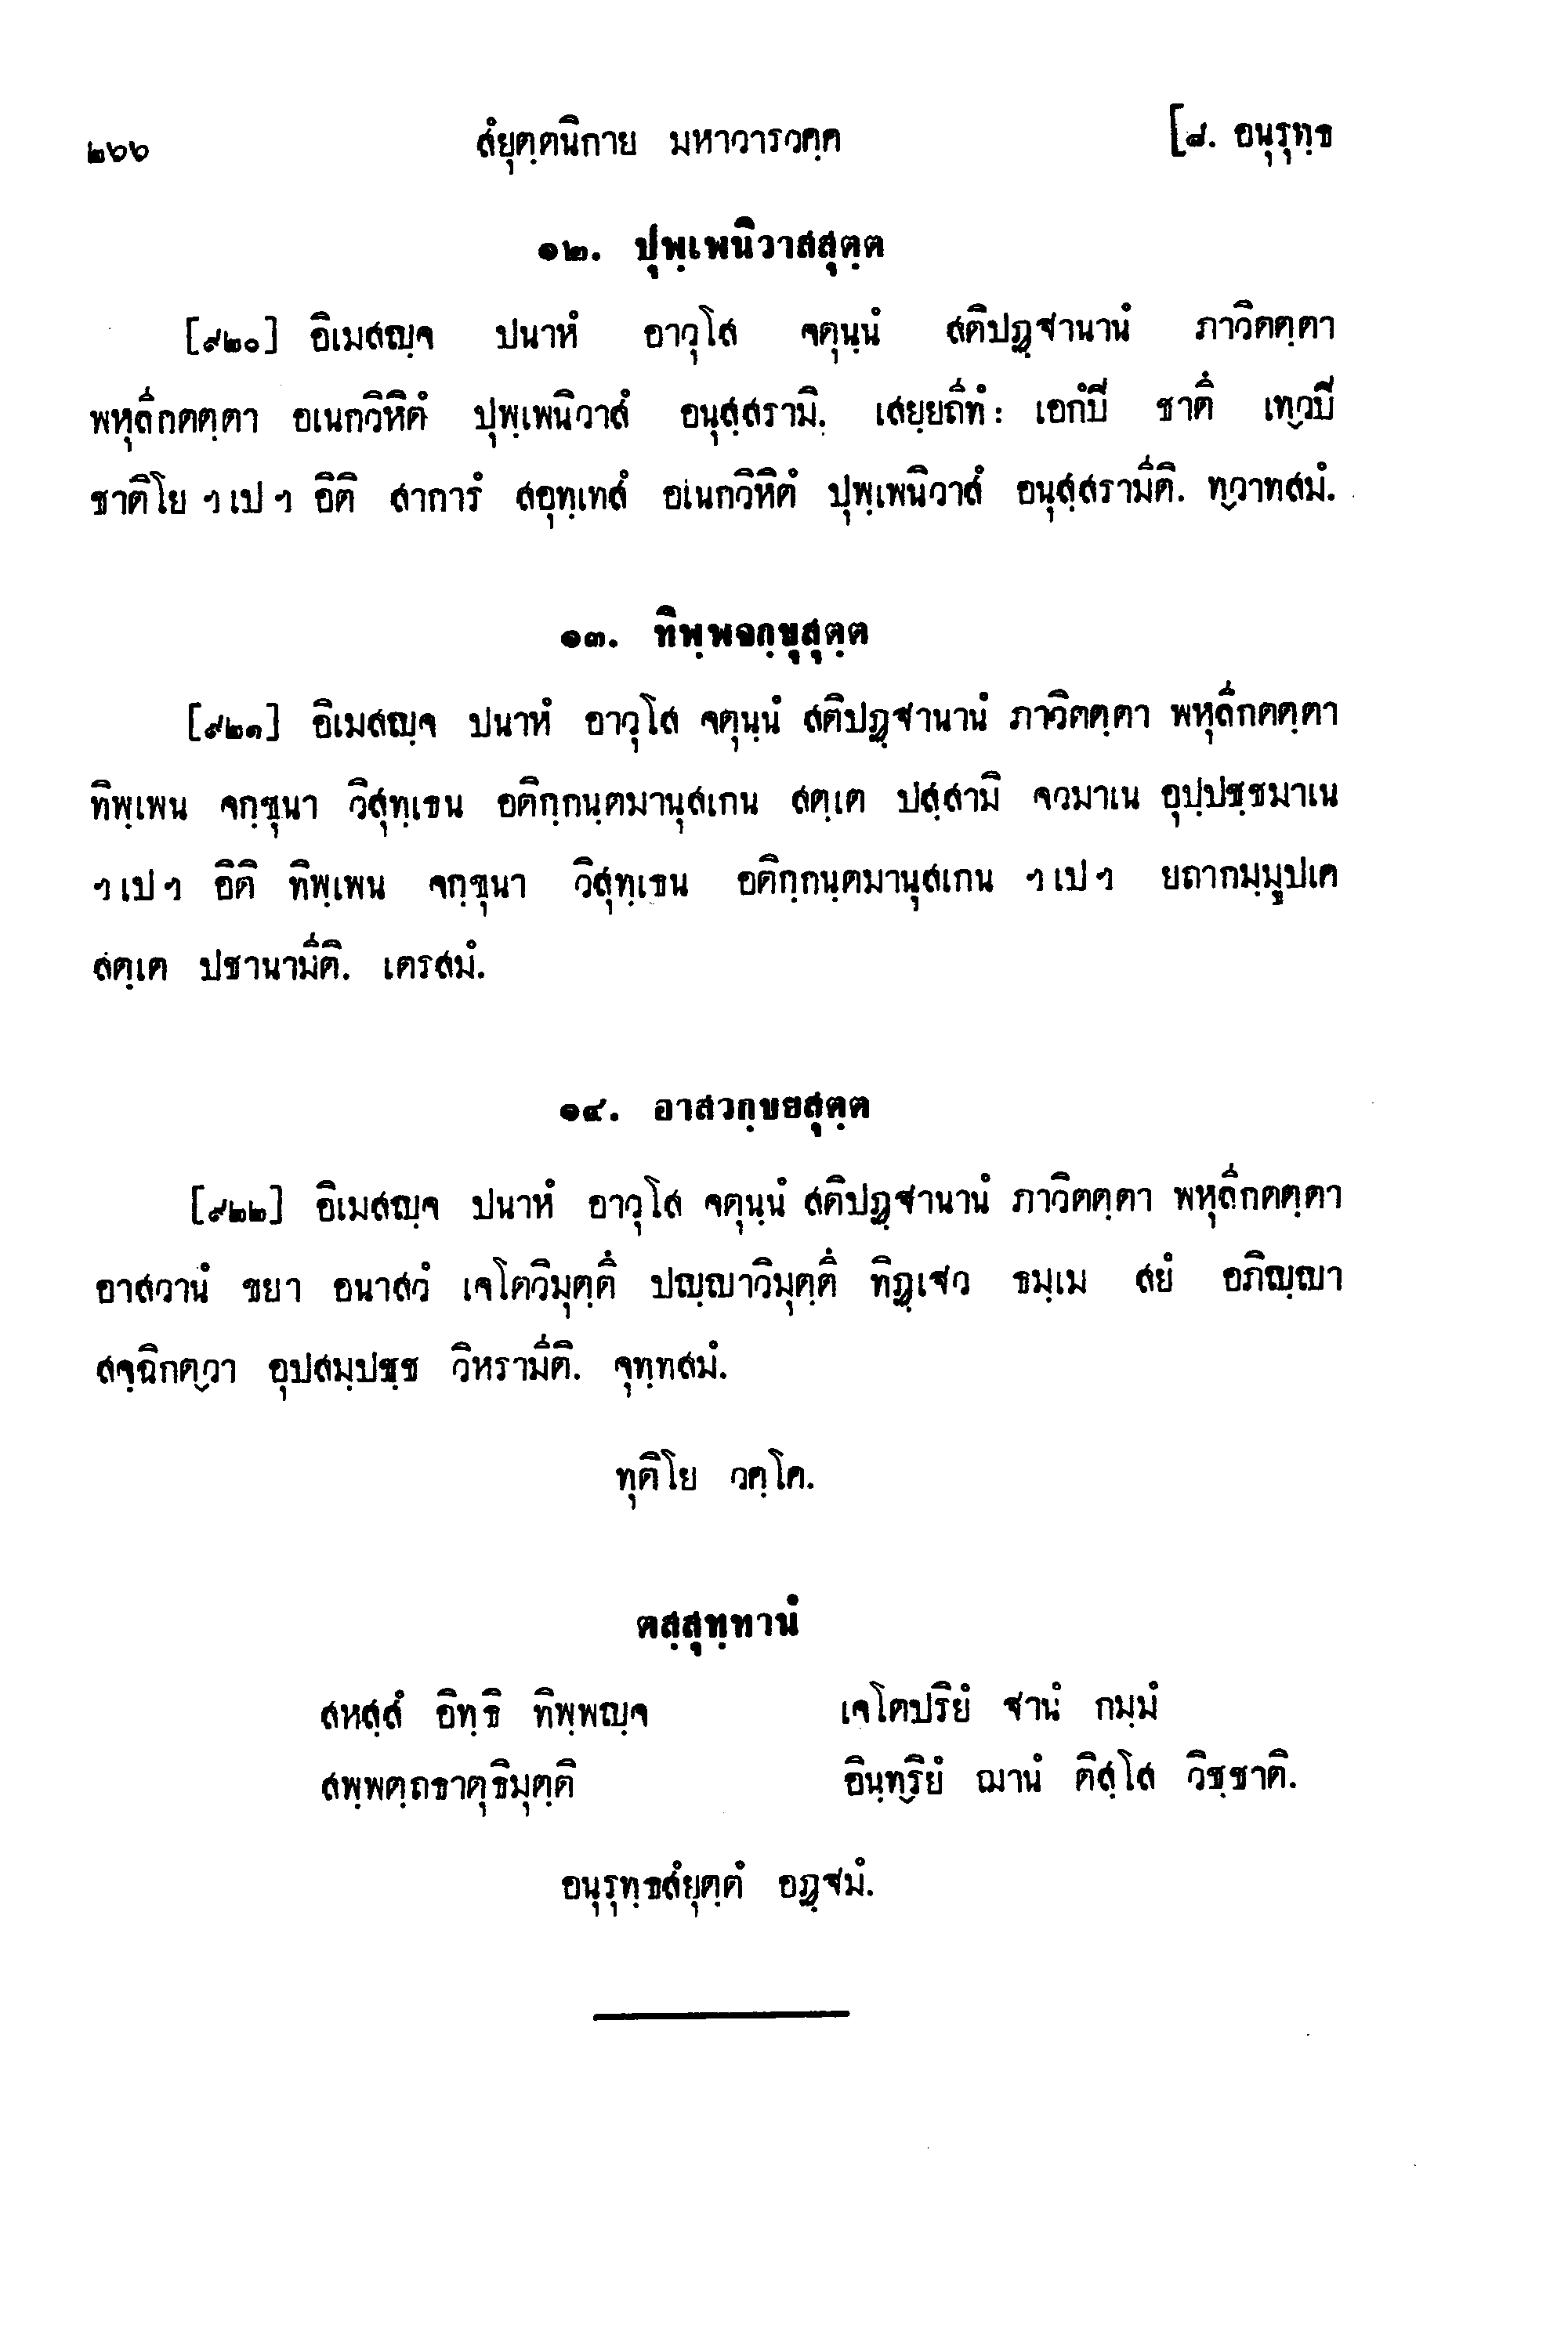 ๒๖๖ สํยุตฺตนิกาย มหาวารวคฺค [๘. อนุรุทฺธ
๑๒. ปุพฺเพนิวาสสุตฺต
[๙๒๐] อิเมสญฺจ ปนาหํ อาวุโส จตุนฺนํ สติปฏฺฐานานํ ภาวิตตฺตา
พหุลีกตตฺตา อเนกวิหิตํ ปุพฺเพนิวาสํ อนุสฺสรามิ. เสยฺยถีทํ: เอกํปิ ชาตึ เทฺวปิ
ชาติโย ฯ เป ฯ อิติ สาการํ สอุทฺเทสํ อเนกวิหิตํ ปุพฺเพนิวาสํ อนุสฺสรามีติ. ทฺวาทสมํ.
๑๓. ทิพฺพจกฺขุสุตฺต
[๙๒๑] อิเมสญฺจ ปนาหํ อาวุโส จตุนฺนํ สติปฏฺฐานานํ ภาวิตตฺตา พหุลีกตตฺตา
ทิพฺเพน จกฺขุนา วิสุทฺเธน อติกฺกนฺตมานุสเกน สตฺเต ปสฺสามิ จวมาเน อุปฺปชฺชมาเน
ฯ เป ฯ อิติ ทิพฺเพน จกฺขุนา วิสุทฺเธน อติกฺกนฺตมานุสเกน ฯ เป ฯ ยถากมฺมูปเค
สตฺเต ปชานามีติ. เตรสมํ.
๑๔. อาสวกฺขยสุตฺต
[๙๒๒] อิเมสญฺจ ปนาหํ อาวุโส จตุนฺนํ สติปฏฺฐานานํ ภาวิตตฺตา พหุลีกตตฺตา
อาสวานํ ขยา อนาสวํ เจโตวิมุตฺตึ ปญฺญาวิมุตฺตึ ทิฏฺเฐว ธมฺเม สยํ อภิญฺญา
สจฺฉิกตฺวา อุปสมฺปชฺช วิหรามีติ. จุทฺทสมํ.
ทุติโย วคฺโค.
ตสฺสุทฺทานํ
สหสฺสํ อิทฺธิ ทิพฺพญฺจ เจโตปริยํ ฐานํ กมฺมํ
สพฺพตฺถธาตุธิมุตฺติ อินฺทฺริยํ ฌานํ ติสฺโส วิชฺชาติ.
อนุรุทฺธสํยุตฺตํ อฏฺฐมํ.